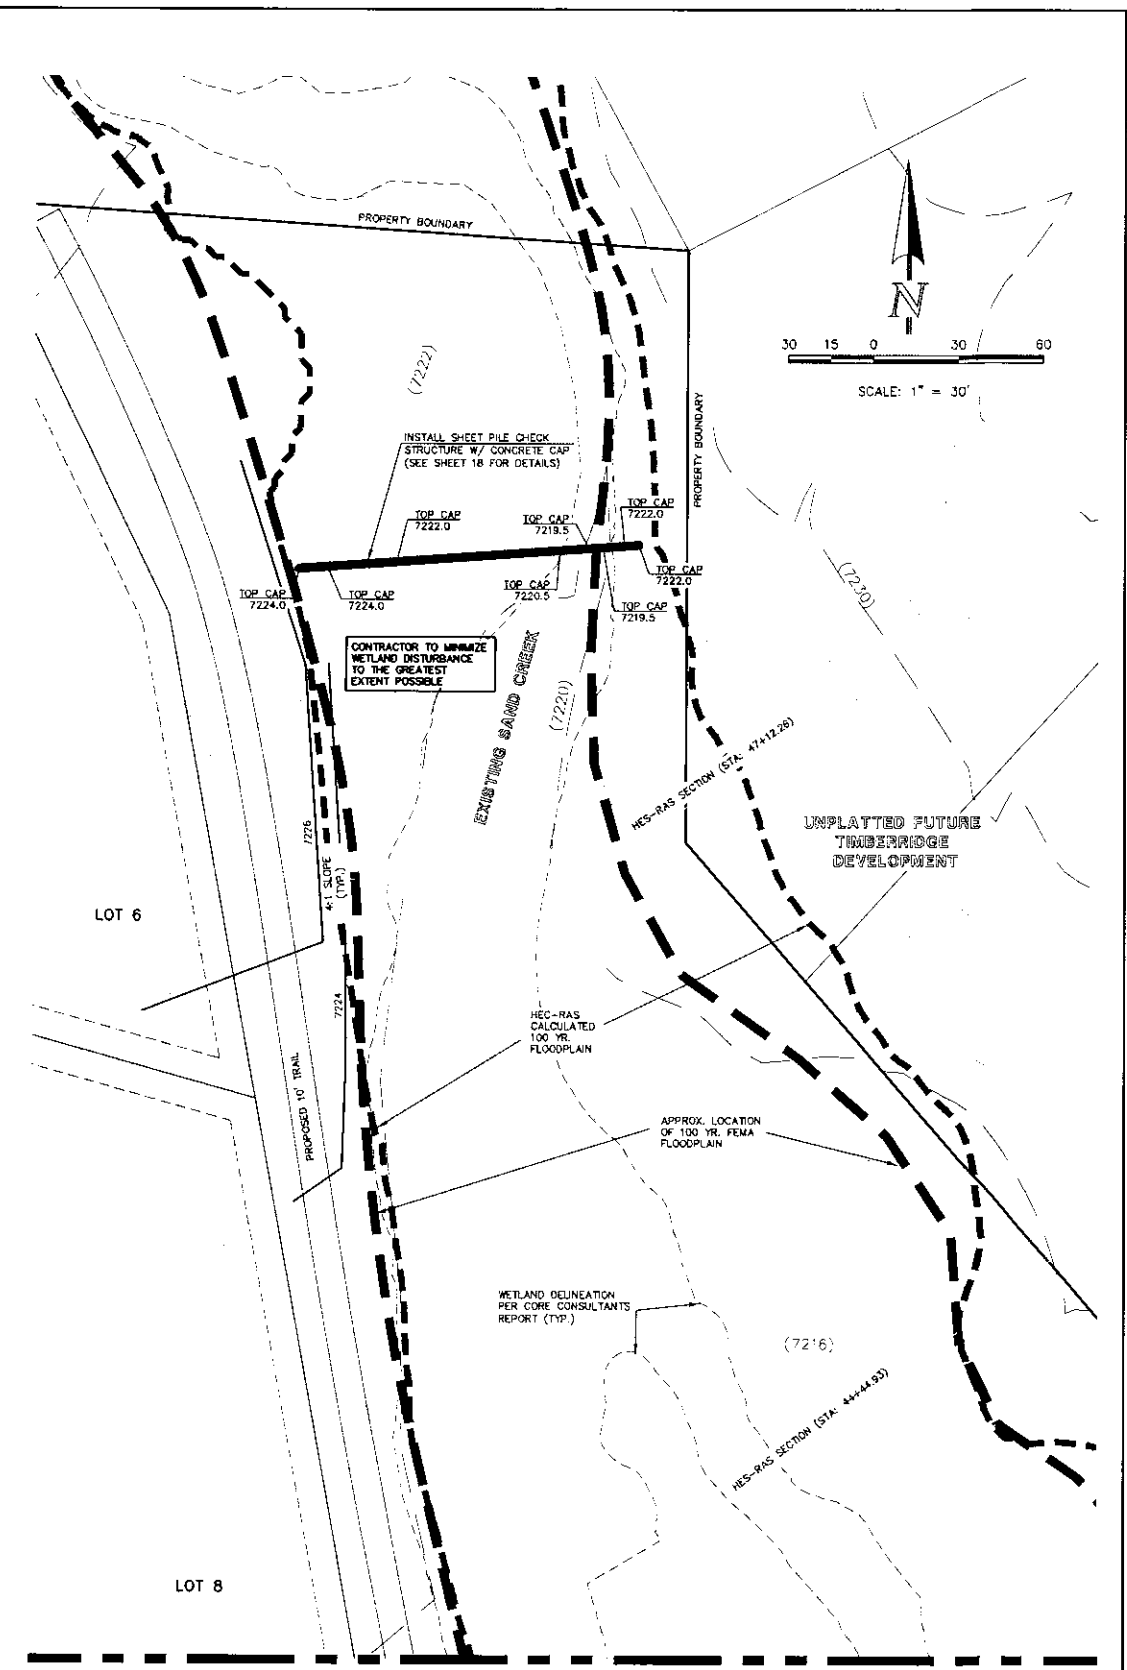 PROPERTY BOUNDARY
N
30 15 0 30 60
SCALE: 1" = 30'
(7222)
PROPERTY BOUNDARY
INSTALL SHEET PILE CHECK
STRUCTURE W/ CONCRETE CAP
(SEE SHEET 18 FOR DETAILS)
TOP CAP
7222.0
TOP CAP
7219.5
TOP CAP
7222.0
TOP CAP
7224.0
TOP CAP
7224.0
TOP CAP
7220.5
TOP CAP
7222.0
TOP CAP
7219.5
(7230)
CONTRACTOR TO MINIMIZE
WETLAND DISTURBANCE
TO THE GREATEST
EXTENT POSSIBLE
EXISTING SAND CREEK
(7220)
HES-RAS SECTION (STA: 47+12.26)
UNPLATTED FUTURE
TIMBERRIDGE
DEVELOPMENT
7226
4:1 SLOPE
(TYP.)
LOT 6
7224
HEC-RAS
CALCULATED
100 YR.
FLOODPLAIN
PROPOSED 10' TRAIL
APPROX. LOCATION
OF 100 YR. FEMA
FLOODPLAIN
WETLAND DELINEATION
PER CORE CONSULTANTS
REPORT (TYP.)
(7216)
HES-RAS SECTION (STA: 44+44.93)
LOT 8